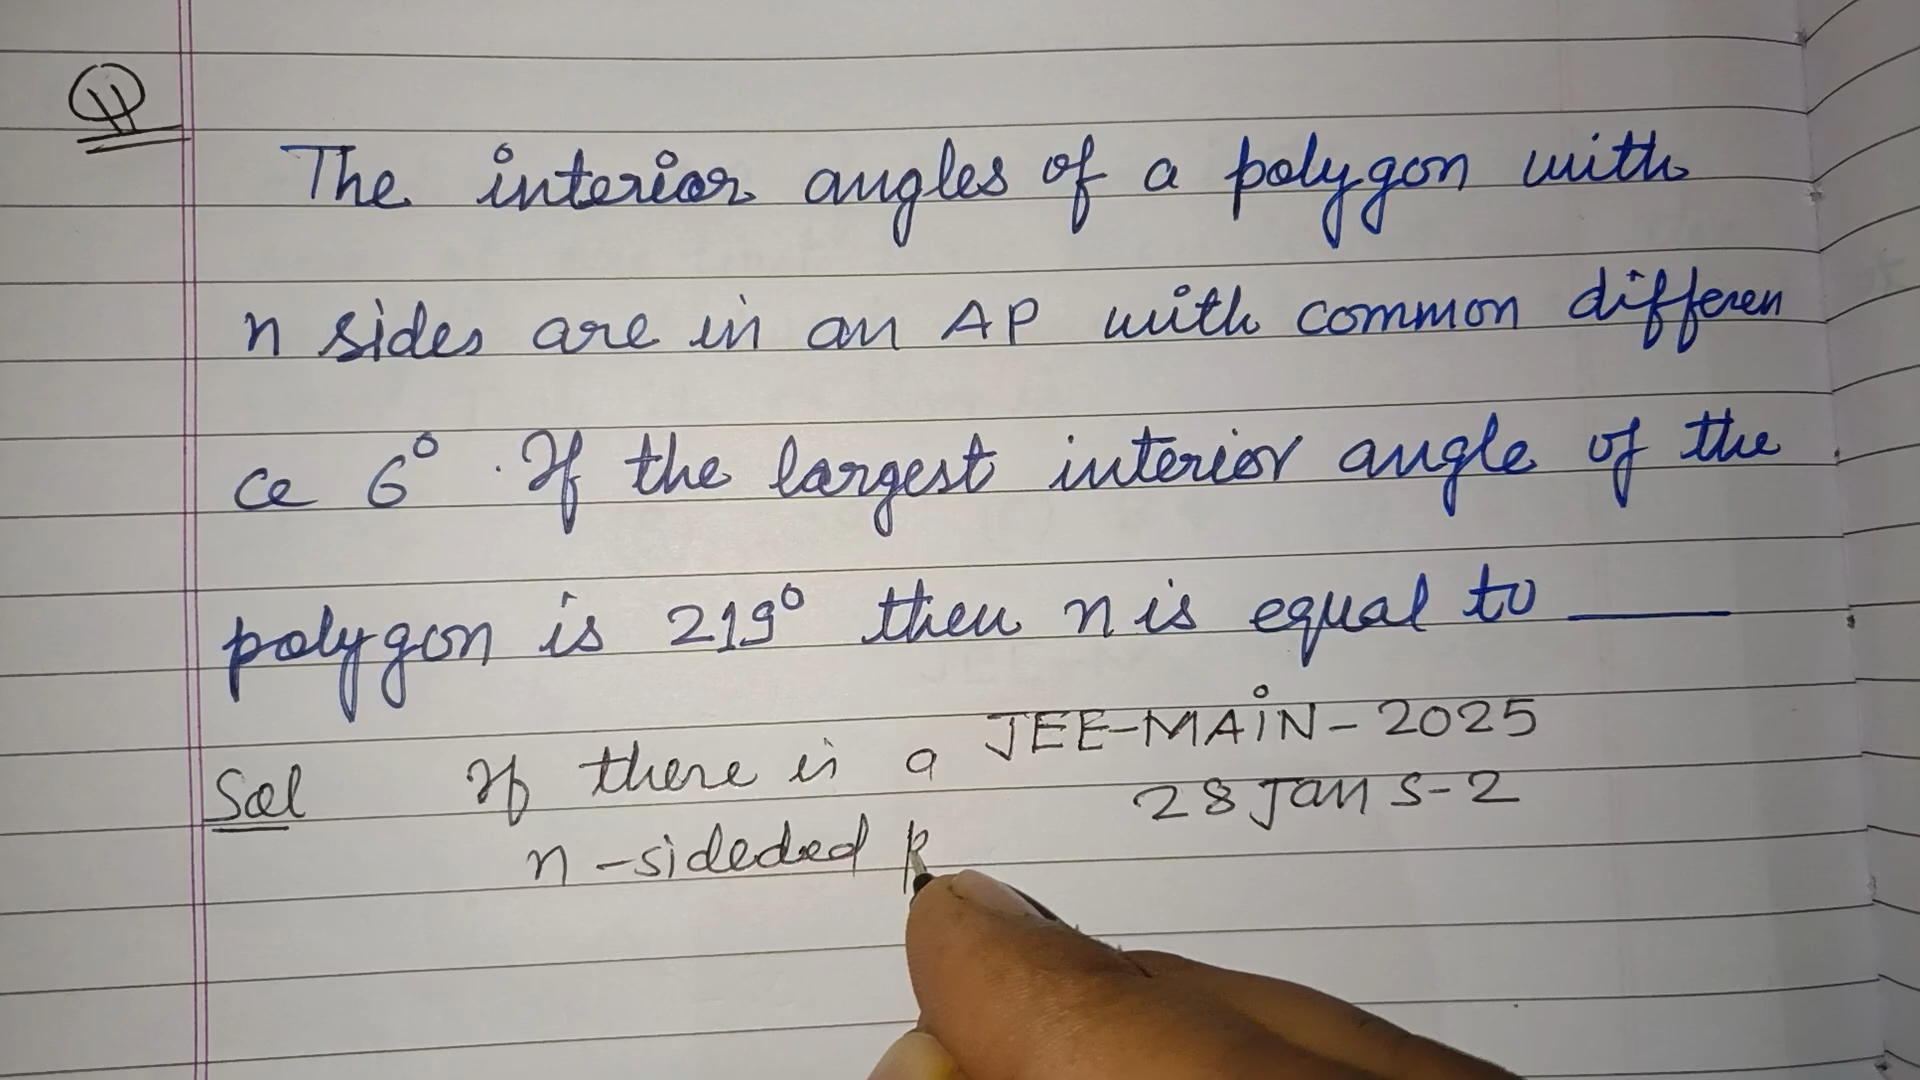 Q
The interior angles of a polygon with
n sides are in an AP with common differen
ce 6° . If the largest interior angle of the
polygon is 219° then n is equal to ____
JEE-MAIN-2025
28 Jan S-2
Sol If there is a
n-sideded p